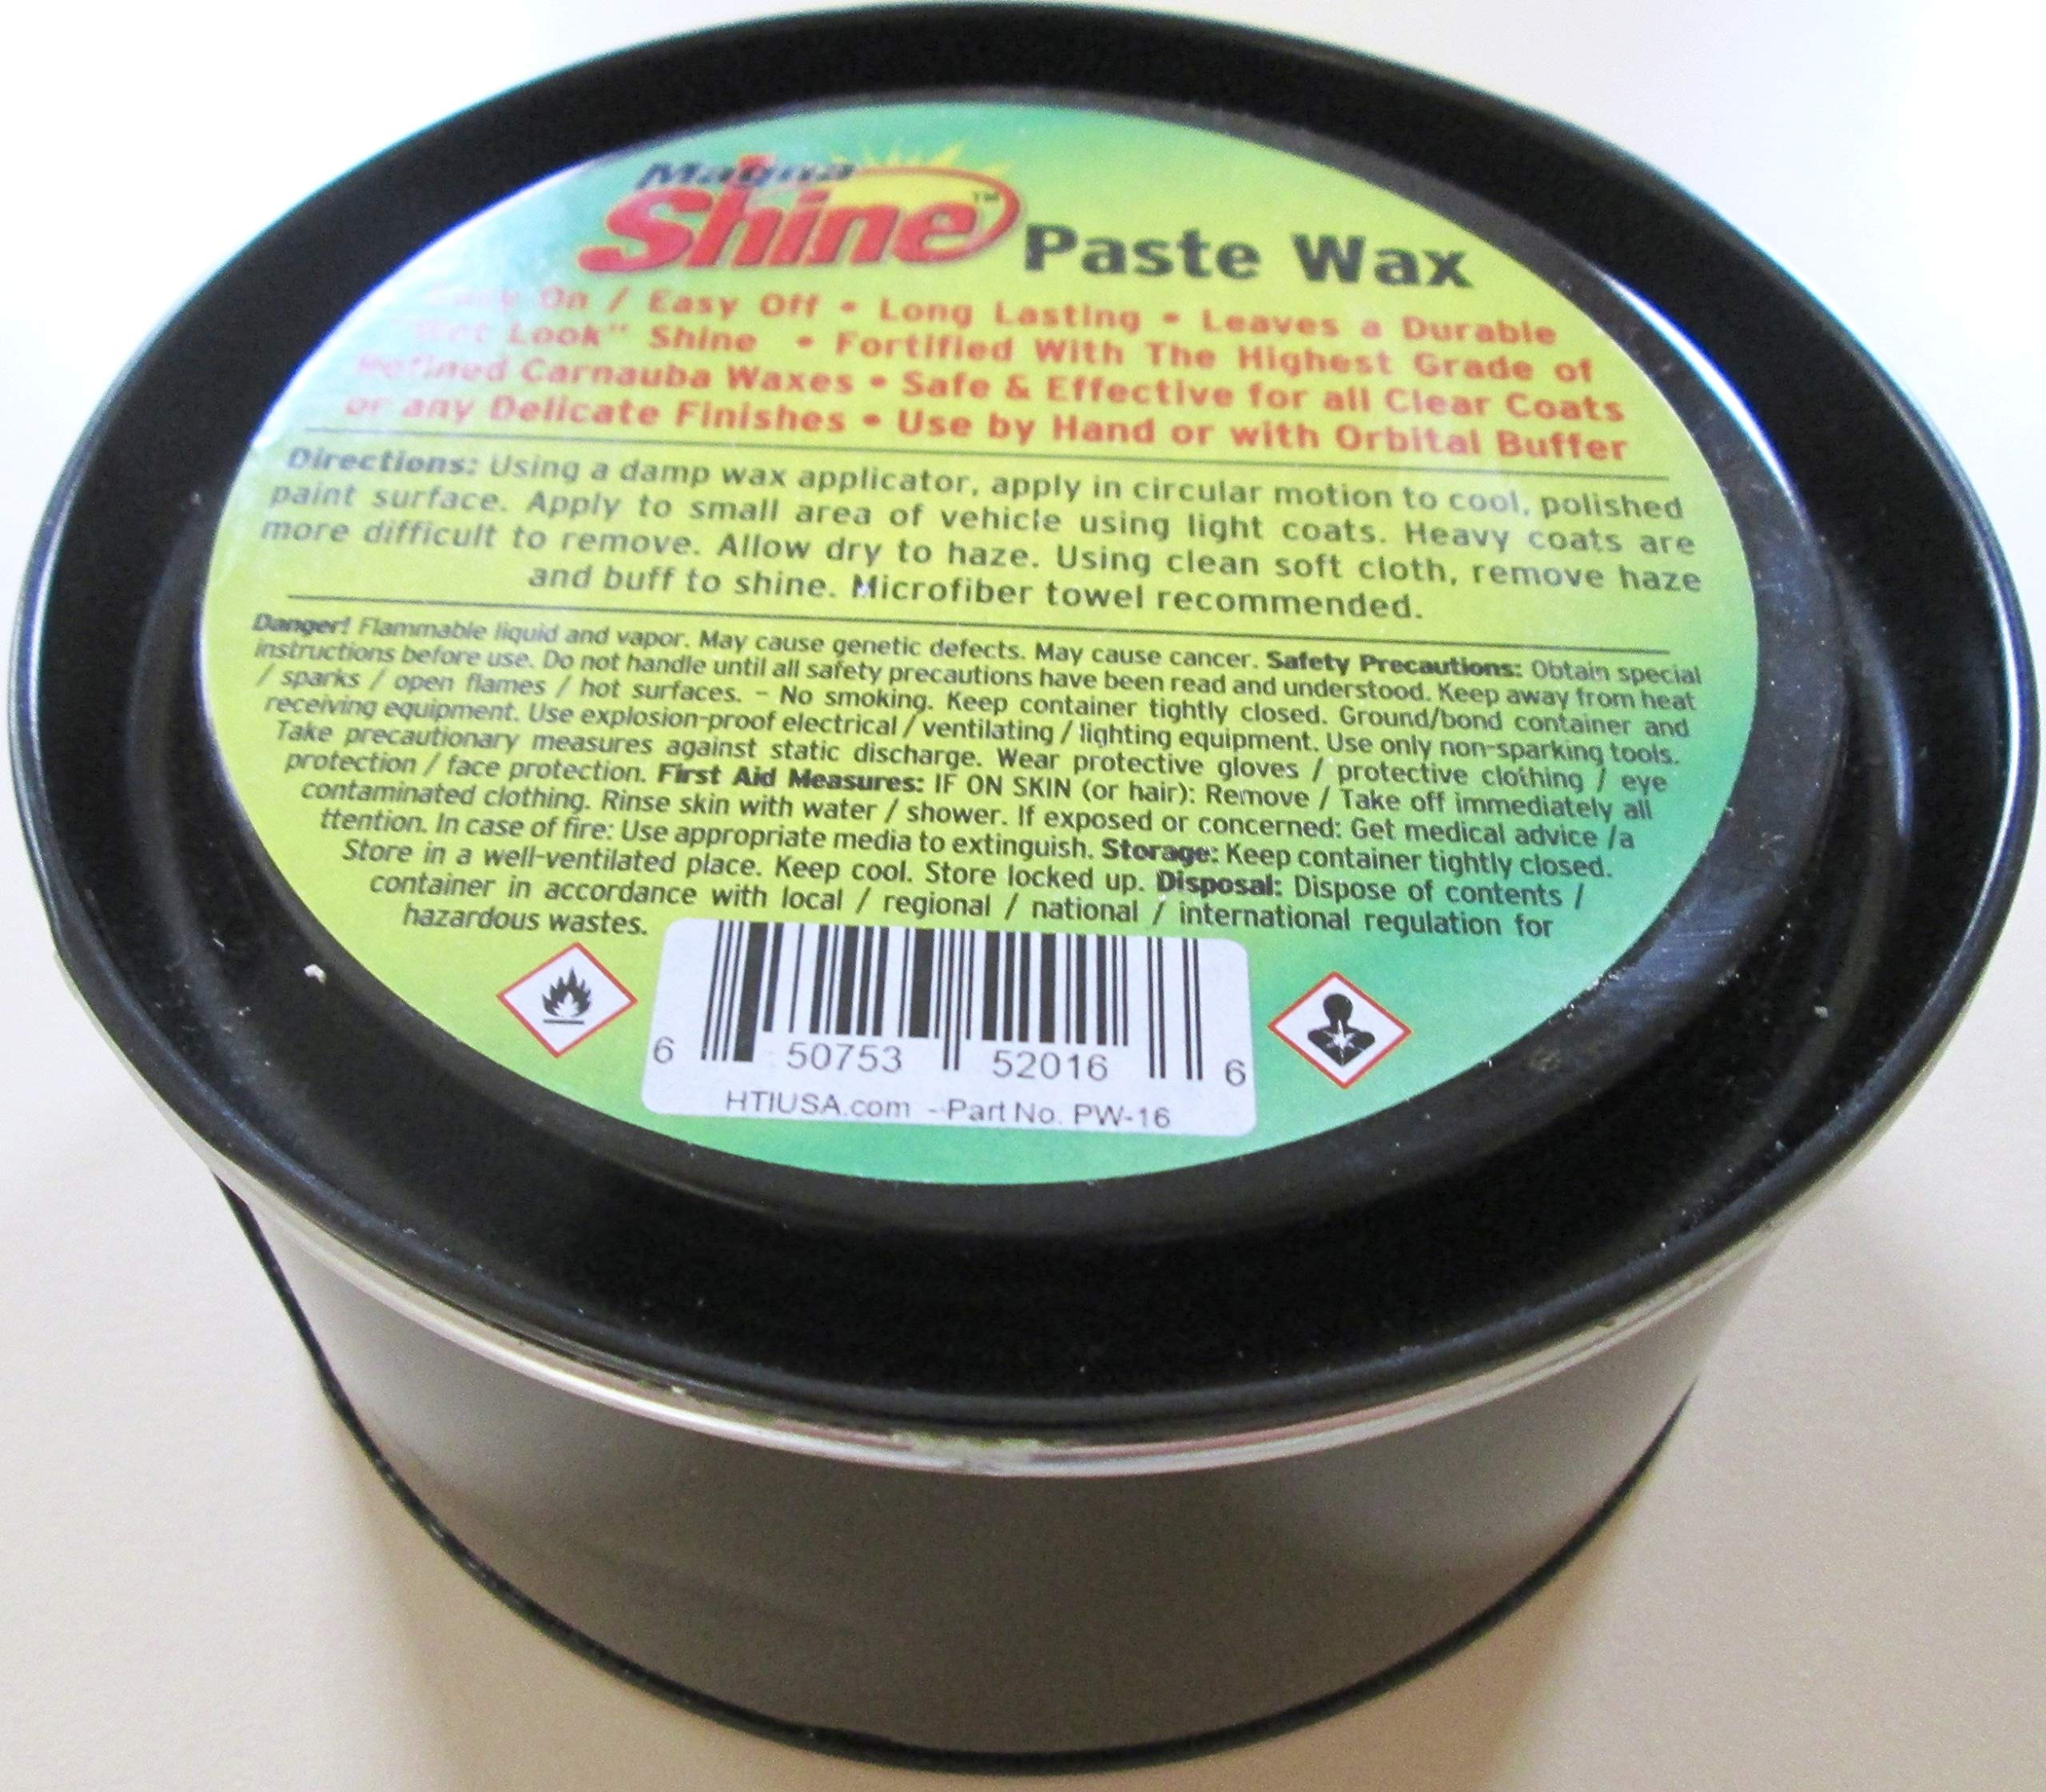 Magna
Shine™ Paste Wax
Easy On / Easy Off • Long Lasting • Leaves a Durable
"Wet Look" Shine • Fortified With The Highest Grade of
Refined Carnauba Waxes • Safe & Effective for all Clear Coats
or any Delicate Finishes • Use by Hand or with Orbital Buffer
Directions: Using a damp wax applicator, apply in circular motion to cool, polished
paint surface. Apply to small area of vehicle using light coats. Heavy coats are
more difficult to remove. Allow dry to haze. Using clean soft cloth, remove haze
and buff to shine. Microfiber towel recommended.
Danger! Flammable liquid and vapor. May cause genetic defects. May cause cancer. Safety Precautions: Obtain special
instructions before use. Do not handle until all safety precautions have been read and understood. Keep away from heat
/ sparks / open flames / hot surfaces. – No smoking. Keep container tightly closed. Ground/bond container and
receiving equipment. Use explosion-proof electrical / ventilating / lighting equipment. Use only non-sparking tools.
Take precautionary measures against static discharge. Wear protective gloves / protective clothing / eye
protection / face protection. First Aid Measures: IF ON SKIN (or hair): Remove / Take off immediately all
contaminated clothing. Rinse skin with water / shower. If exposed or concerned: Get medical advice /a
ttention. In case of fire: Use appropriate media to extinguish. Storage: Keep container tightly closed.
Store in a well-ventilated place. Keep cool. Store locked up. Disposal: Dispose of contents /
container in accordance with local / regional / national / international regulation for
hazardous wastes.
6 50753 52016 6
HTIUSA.com - Part No. PW-16